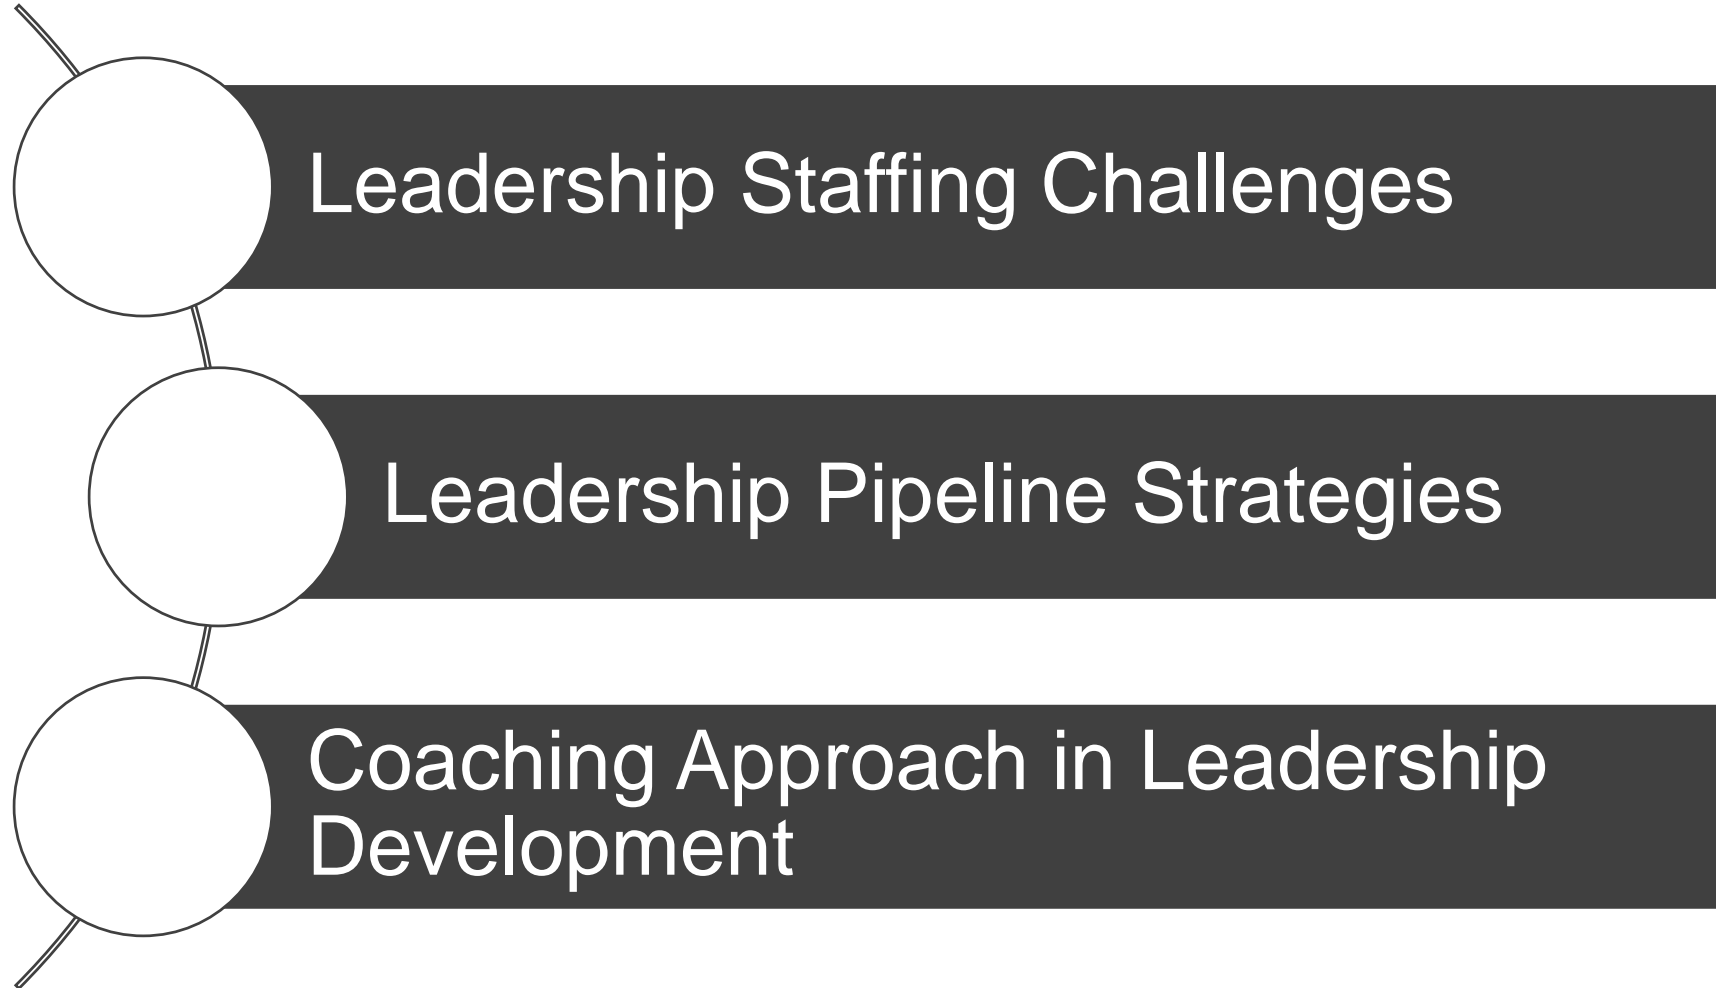 Leadership Staffing Challenges
Leadership Pipeline Strategies
Coaching Approach in Leadership
Development